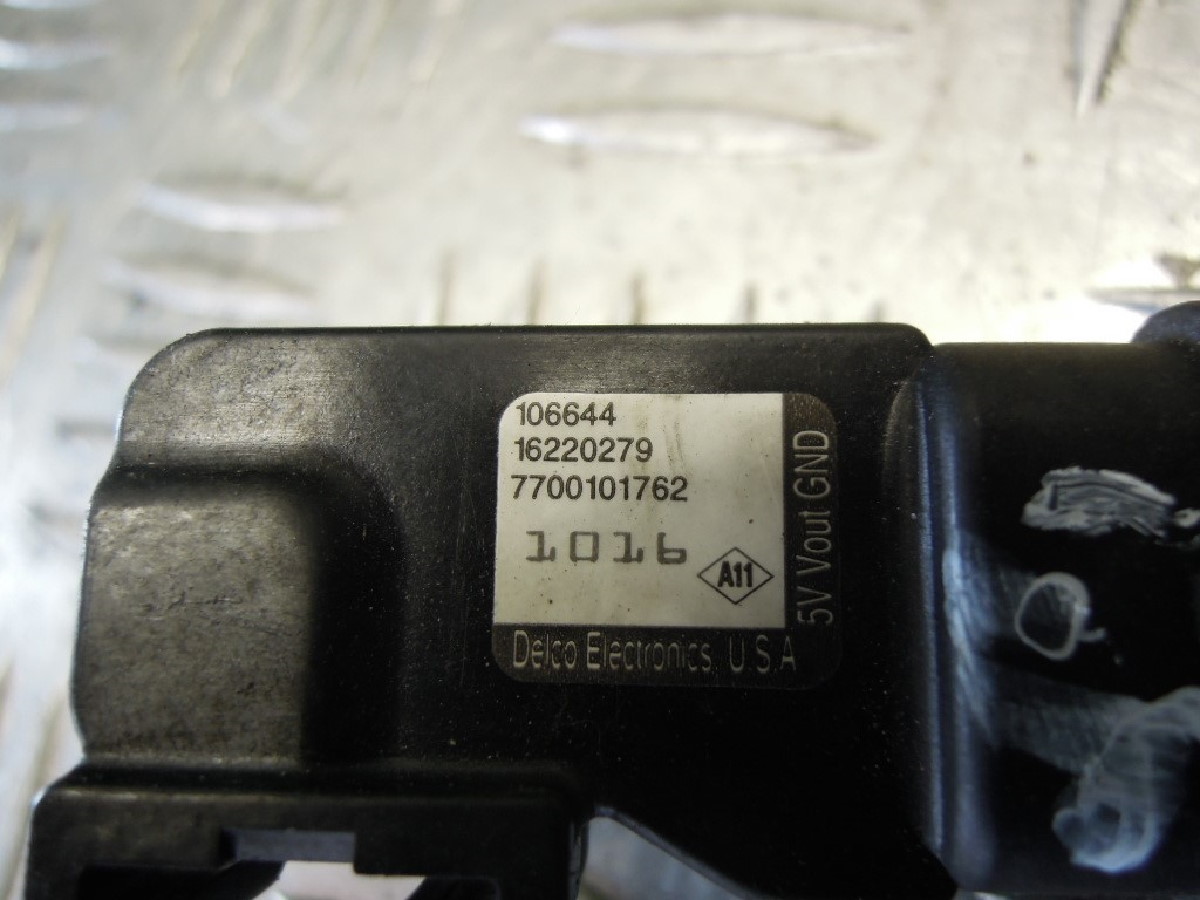 106644
16220279
7700101762
1016
A11
5V Vout GND
Delco Electronics, U.S.A